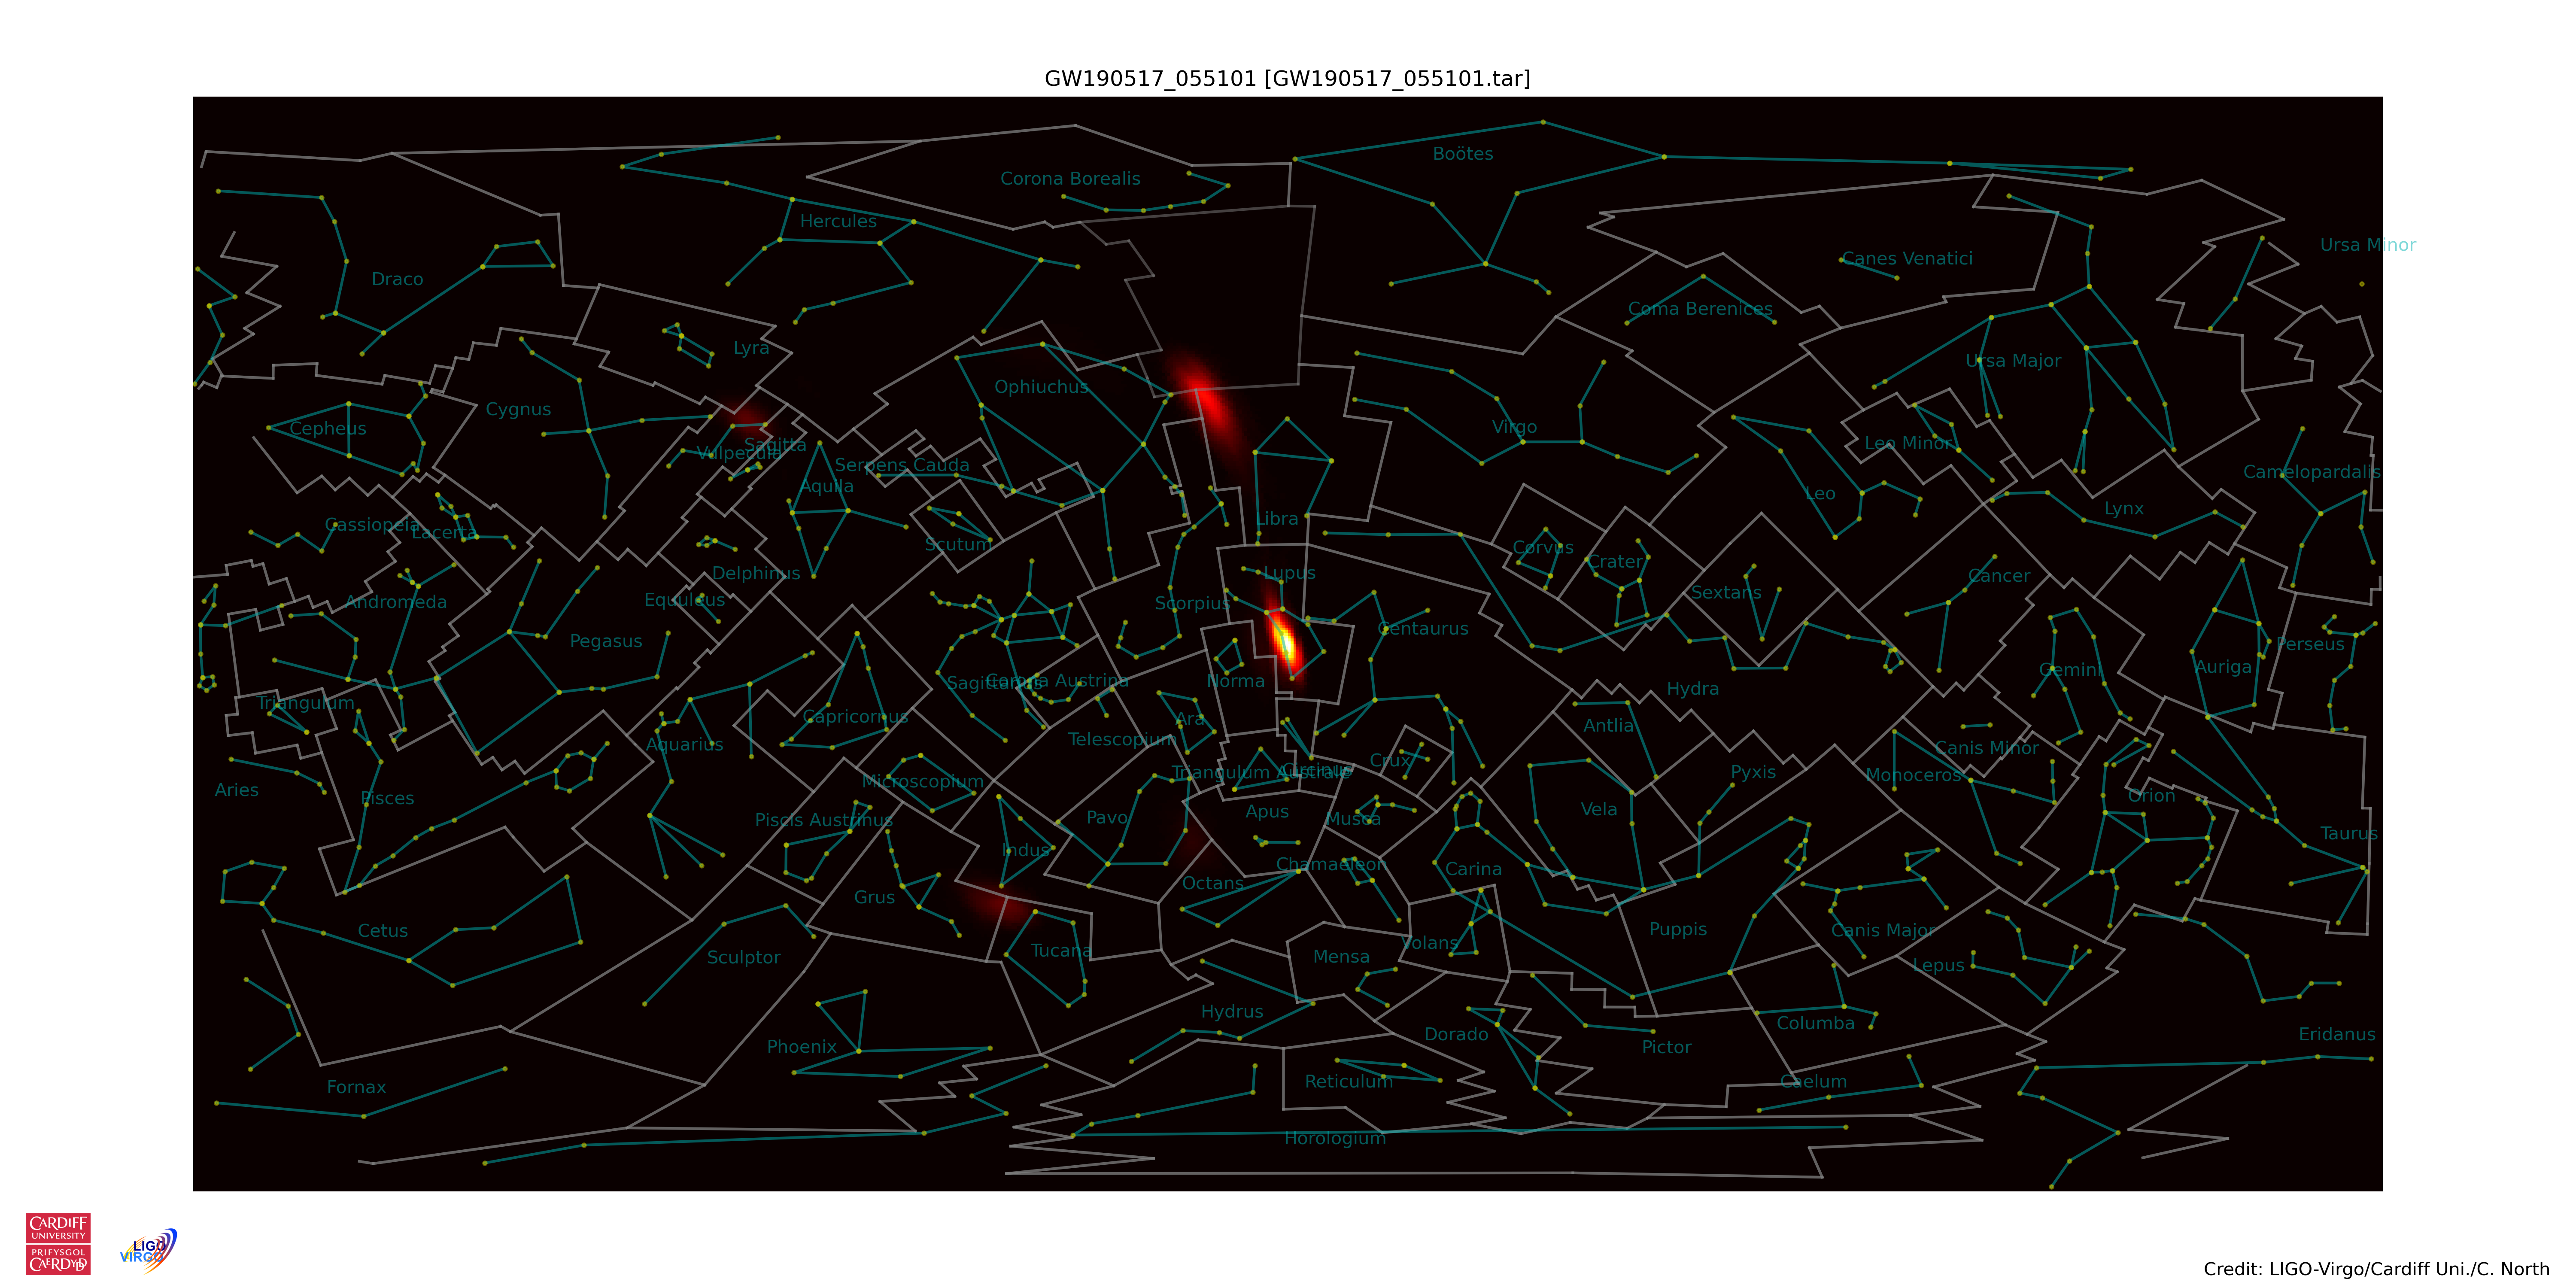 GW190517_055101 [GW190517_055101.tar]
Boötes
Corona Borealis
Hercules
Ursa Minor
Canes Venatici
Draco
Coma Berenices
Lyra
Ursa Major
Ophiuchus
Cygnus
Virgo
Cepheus
Leo Minor
Sagitta
Vulpecula
Serpens Cauda
Camelopardalis
Aquila
Leo
Lynx
Libra
Cassiopeia
Lacerta
Scutum
Corvus
Crater
Delphinus
Lupus
Cancer
Sextans
Equuleus
Andromeda
Scorpius
Centaurus
Pegasus
Perseus
Auriga
Gemini
Sagittarius
Corona Austrina
Norma
Hydra
Triangulum
Capricornus
Ara
Antlia
Aquarius
Telescopium
Canis Minor
Crux
Triangulum Australe
Circinus
Pyxis
Monoceros
Microscopium
Aries
Pisces
Orion
Vela
Apus
Pavo
Musca
Piscis Austrinus
Taurus
Indus
Chamaeleon
Carina
Octans
Grus
Cetus
Puppis
Canis Major
Volans
Tucana
Sculptor
Mensa
Lepus
Hydrus
Columba
Dorado
Eridanus
Phoenix
Pictor
Reticulum
Caelum
Fornax
Horologium
CARDIFF
UNIVERSITY
PRIFYSGOL
CAERDYDD
LIGO
VIRGO
Credit: LIGO-Virgo/Cardiff Uni./C. North